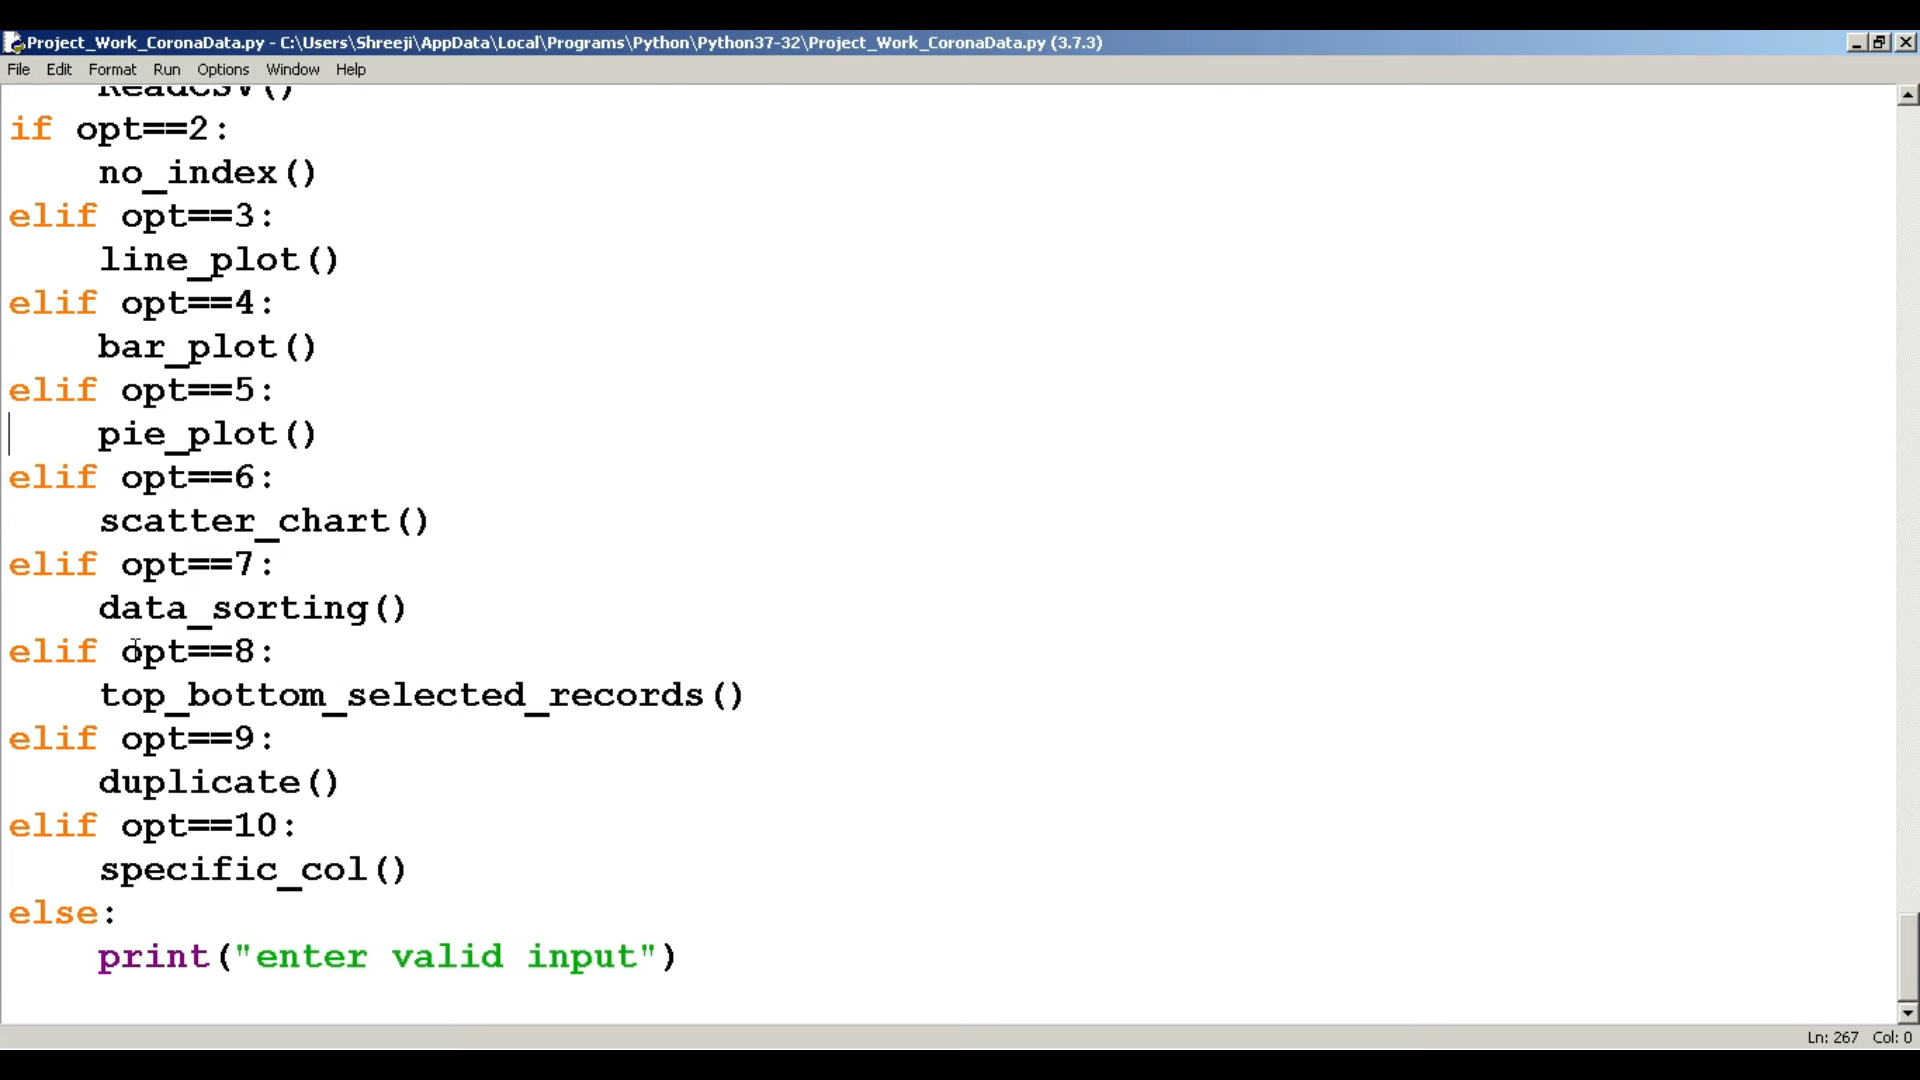 Project_Work_CoronaData.py - C:\Users\Shreeji\AppData\Local\Programs\Python\Python37-32\Project_Work_CoronaData.py (3.7.3)
File Edit Format Run Options Window Help
ReadCSV()
if opt==2:
no_index()
elif opt==3:
line_plot()
elif opt==4:
bar_plot()
elif opt==5:
pie_plot()
elif opt==6:
scatter_chart()
elif opt==7:
data_sorting()
elif opt==8:
top_bottom_selected_records()
elif opt==9:
duplicate()
elif opt==10:
specific_col()
else:
print("enter valid input")
Ln: 267 Col: 0